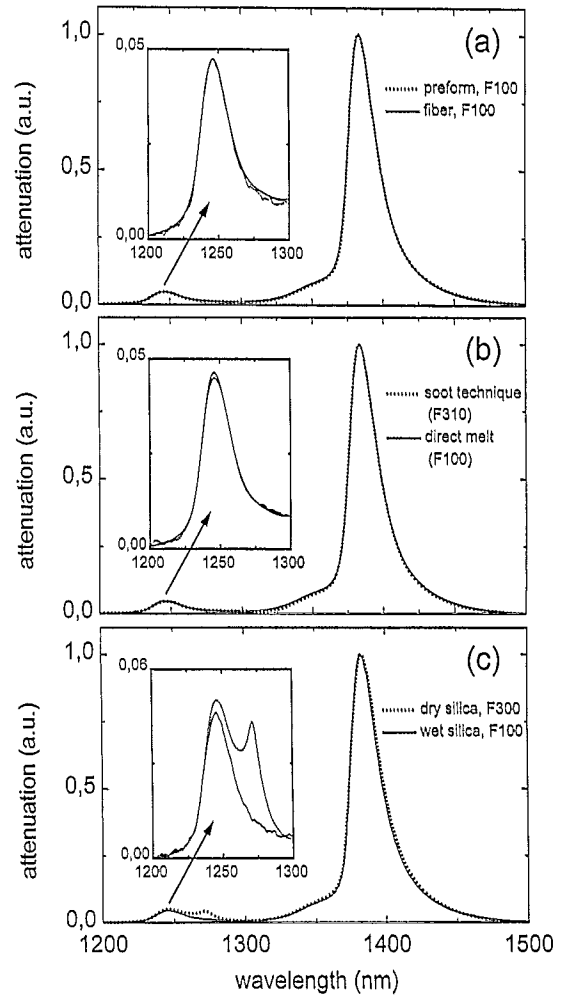 1,0
0,5
0,0
attenuation (a.u.)
(a)
preform, F100
fiber, F100
0,05
0,00
1200 1250 1300
1,0
0,5
0,0
attenuation (a.u.)
(b)
soot technique
(F310)
direct melt
(F100)
0,05
0,00
1200 1250 1300
1,0
0,5
0,0
attenuation (a.u.)
(c)
dry silica, F300
wet silica, F100
0,06
0,00
1200 1250 1300
1200 1300 1400 1500
wavelength (nm)